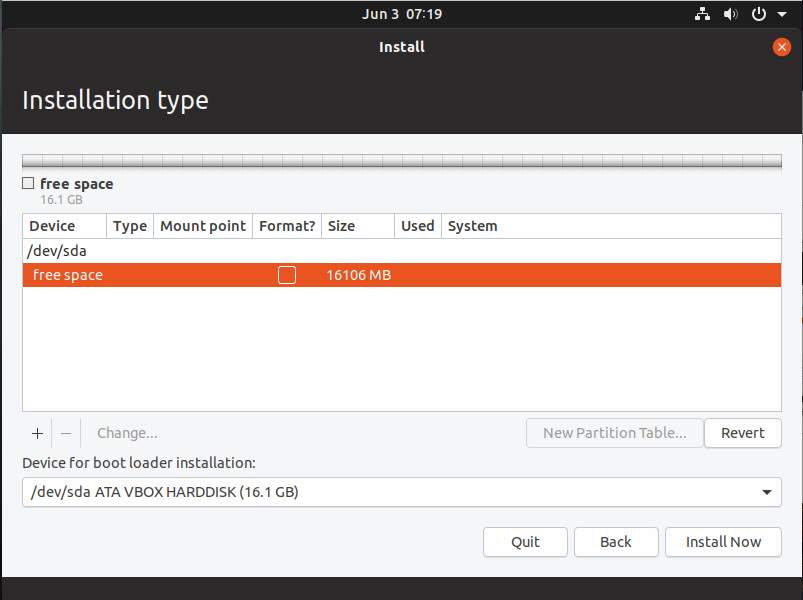 Jun 3 07:19
Install
Installation type
free space
16.1 GB
Device Type Mount point Format? Size Used System
/dev/sda
free space 16106 MB
+ − Change... New Partition Table... Revert
Device for boot loader installation:
/dev/sda ATA VBOX HARDDISK (16.1 GB)
Quit Back Install Now